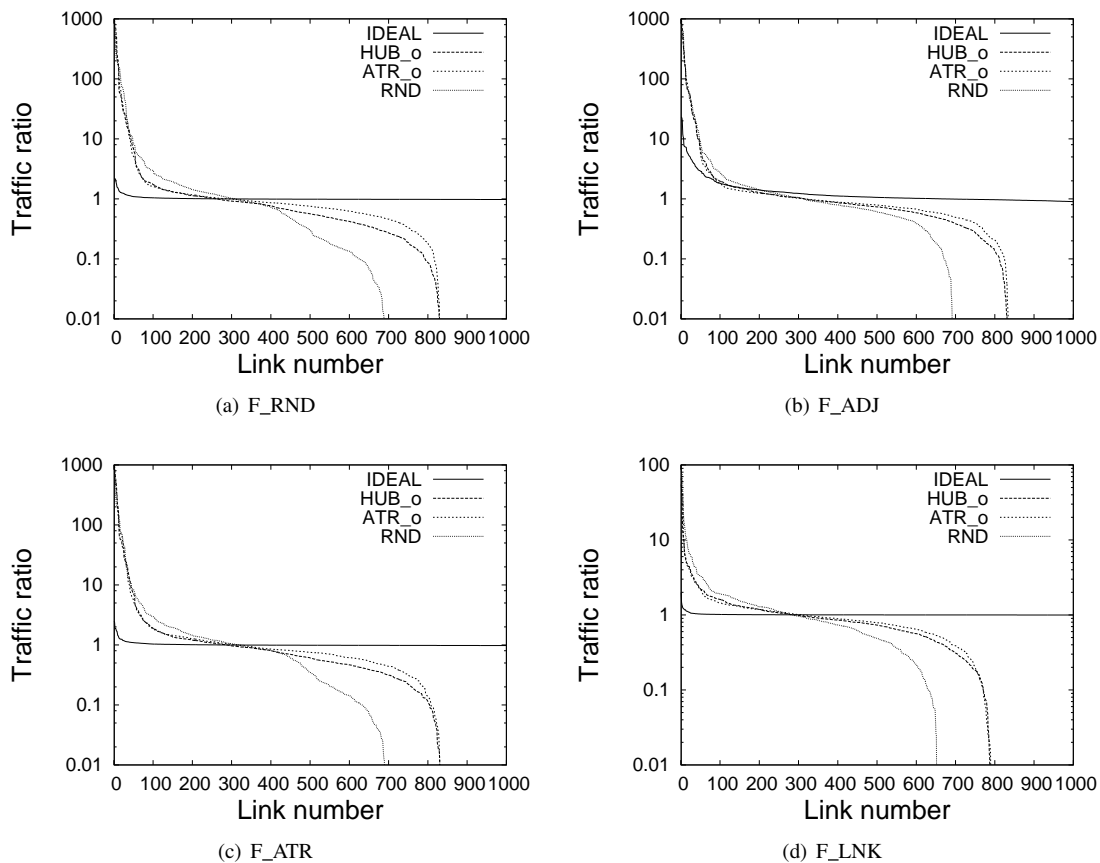 1000
100
10
1
0.1
0.01
Traffic ratio
IDEAL
HUB_o
ATR_o
RND
0 100 200 300 400 500 600 700 800 900 1000
Link number
(a) F_RND
1000
100
10
1
0.1
0.01
Traffic ratio
IDEAL
HUB_o
ATR_o
RND
0 100 200 300 400 500 600 700 800 900 1000
Link number
(b) F_ADJ
1000
100
10
1
0.1
0.01
Traffic ratio
IDEAL
HUB_o
ATR_o
RND
0 100 200 300 400 500 600 700 800 900 1000
Link number
(c) F_ATR
100
10
1
0.1
0.01
Traffic ratio
IDEAL
HUB_o
ATR_o
RND
0 100 200 300 400 500 600 700 800 900 1000
Link number
(d) F_LNK